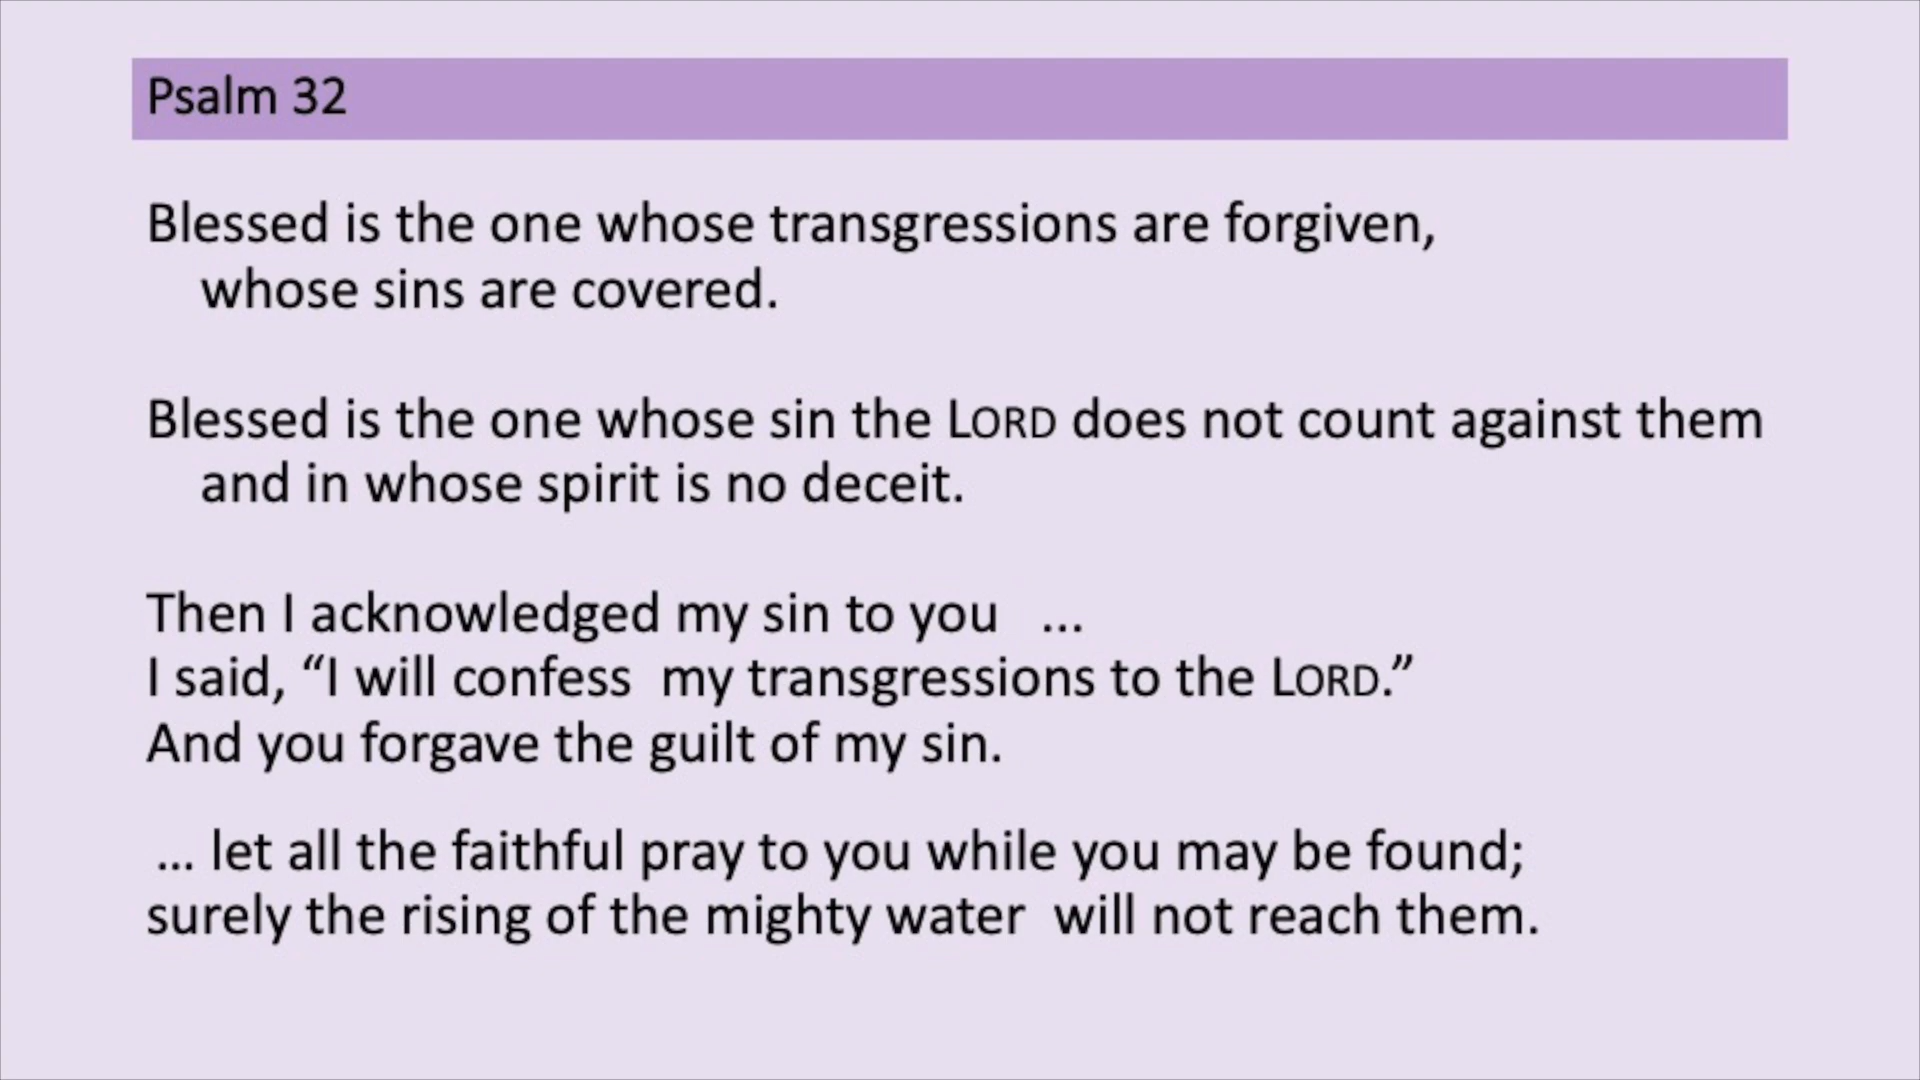 Psalm 32
Blessed is the one whose transgressions are forgiven,
whose sins are covered.
Blessed is the one whose sin the LORD does not count against them
and in whose spirit is no deceit.
Then I acknowledged my sin to you ...
I said, “I will confess my transgressions to the LORD.”
And you forgave the guilt of my sin.
... let all the faithful pray to you while you may be found;
surely the rising of the mighty water will not reach them.